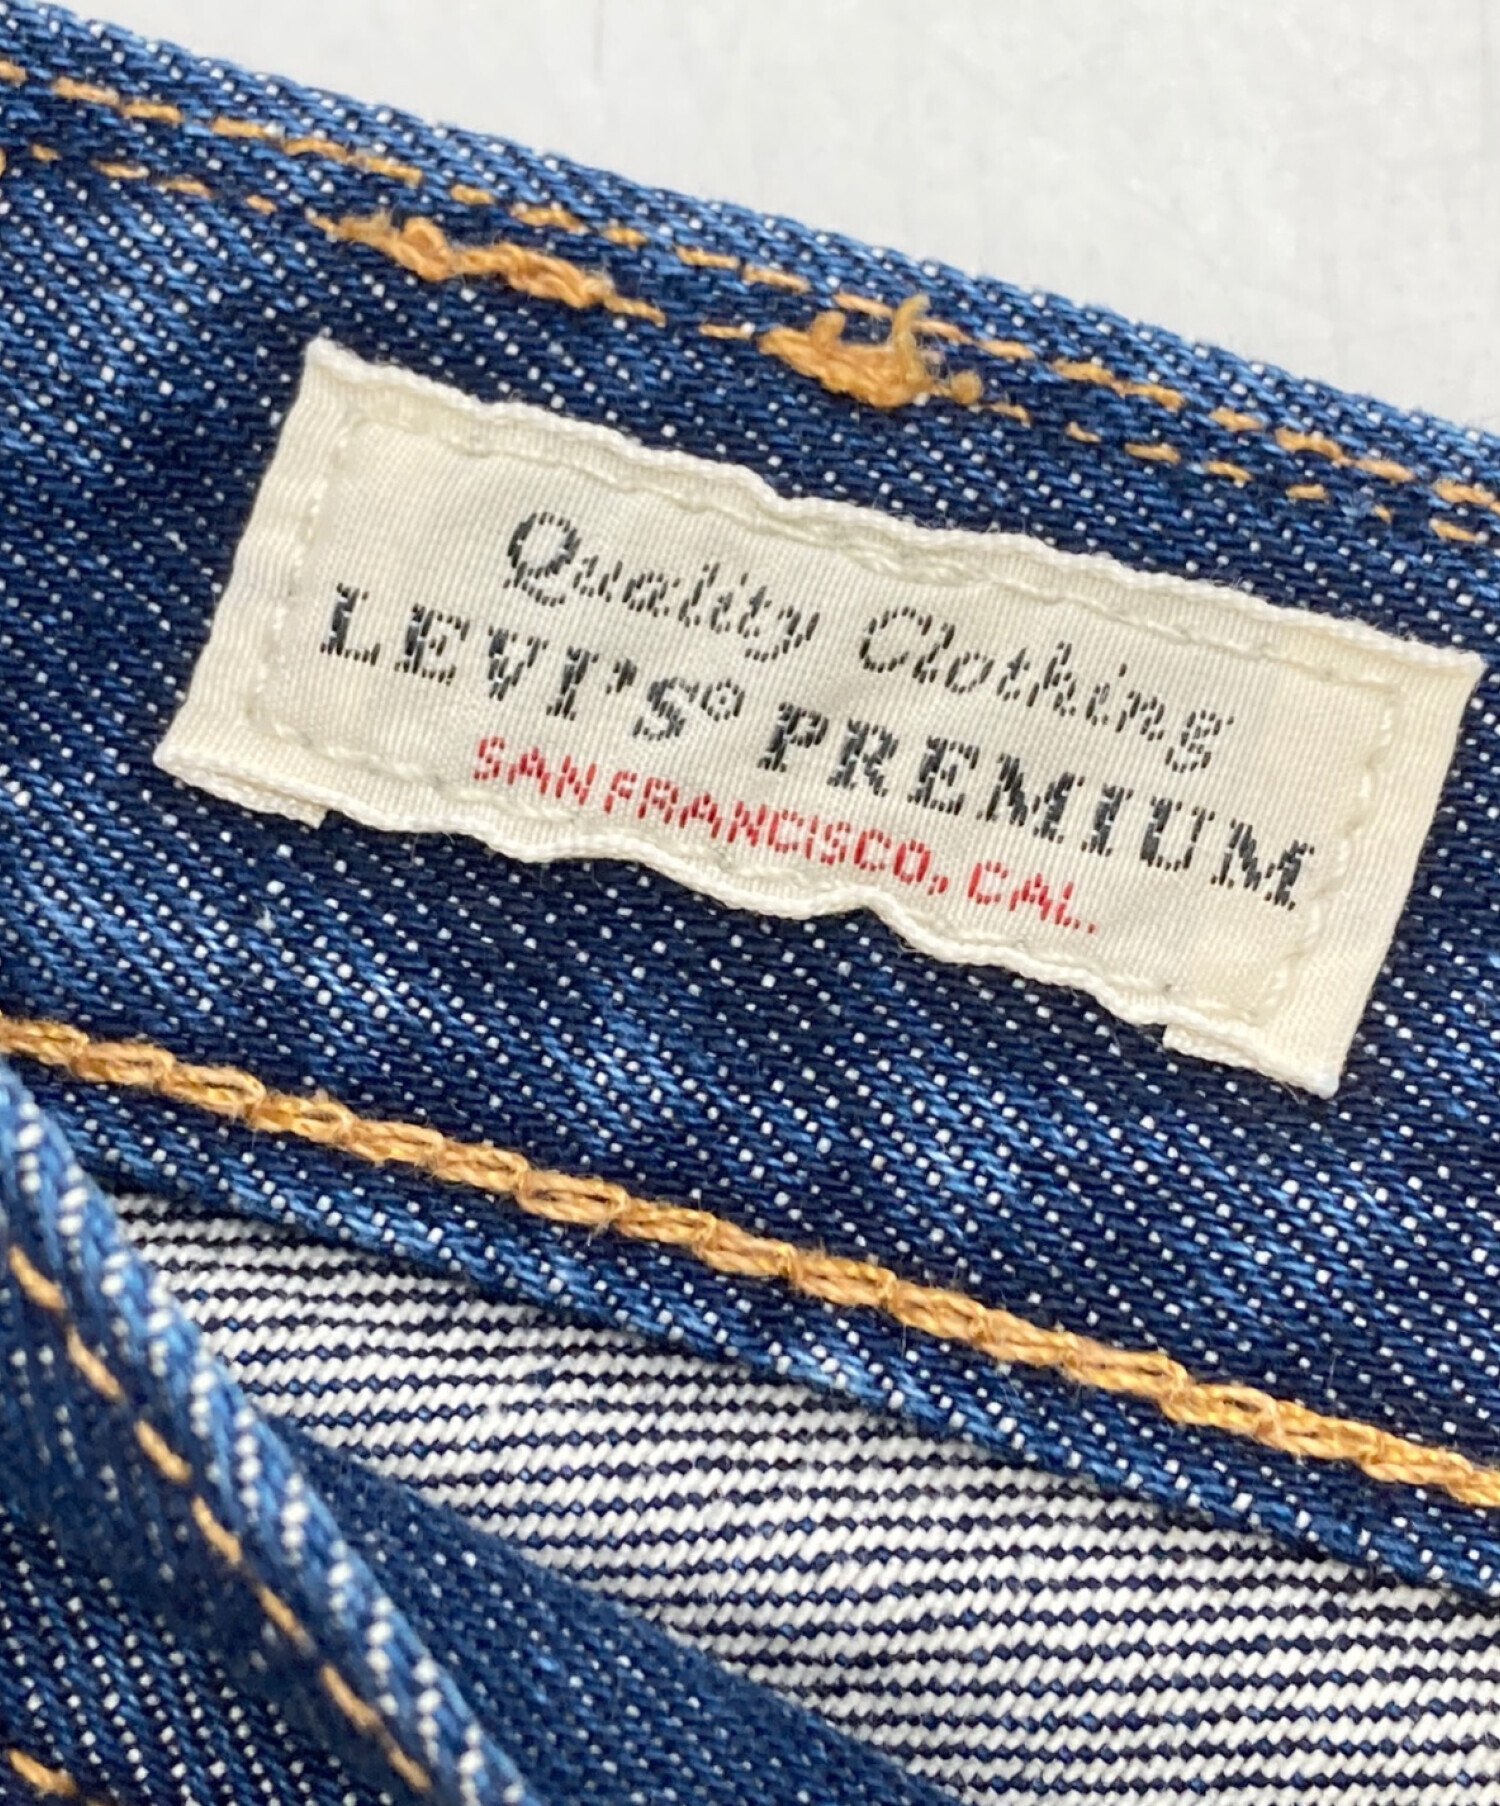 Quality Clothing
LEVI'S® PREMIUM
SAN FRANCISCO, CAL.